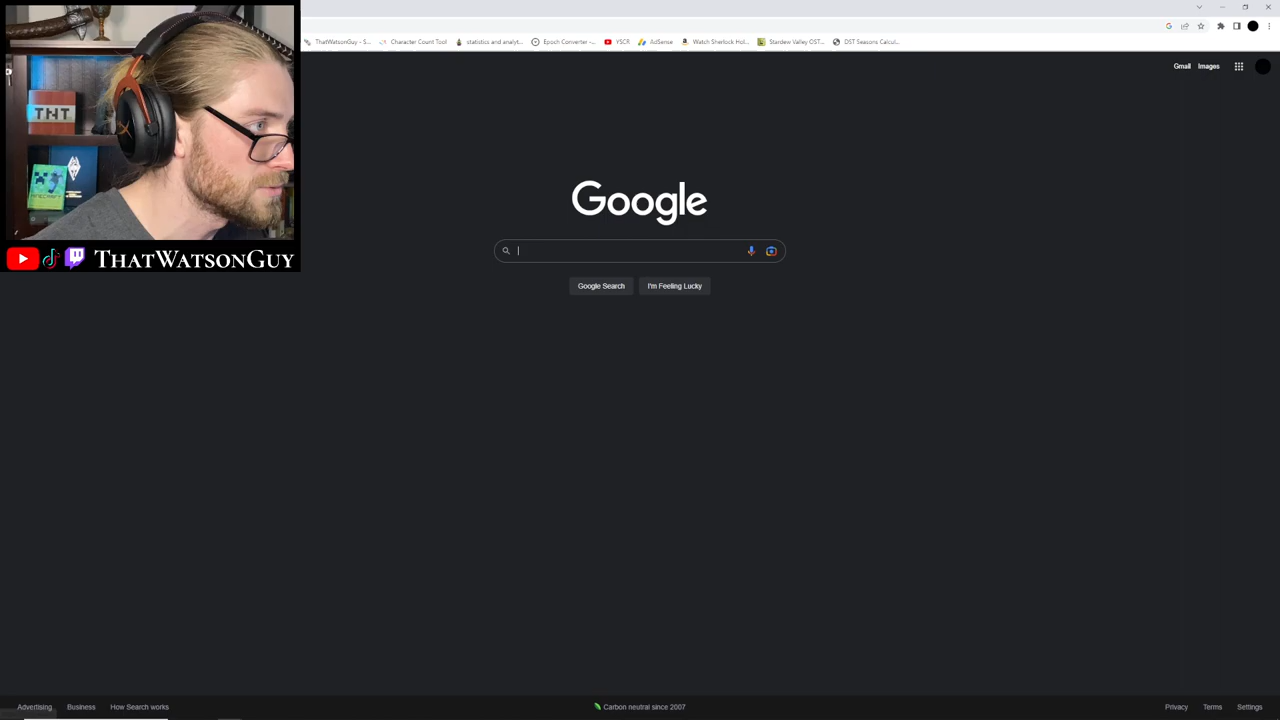 ThatWatsonGuy - S...
Character Count Tool
statistics and analyt...
Epoch Converter -...
YSCR
AdSense
Watch Sherlock Hol...
Stardew Valley OST...
DST Seasons Calcul...
Gmail
Images
TNT
MINECRAFT
THATWATSONGUY
Google
Google Search
I'm Feeling Lucky
Advertising
Business
How Search works
Carbon neutral since 2007
Privacy
Terms
Settings